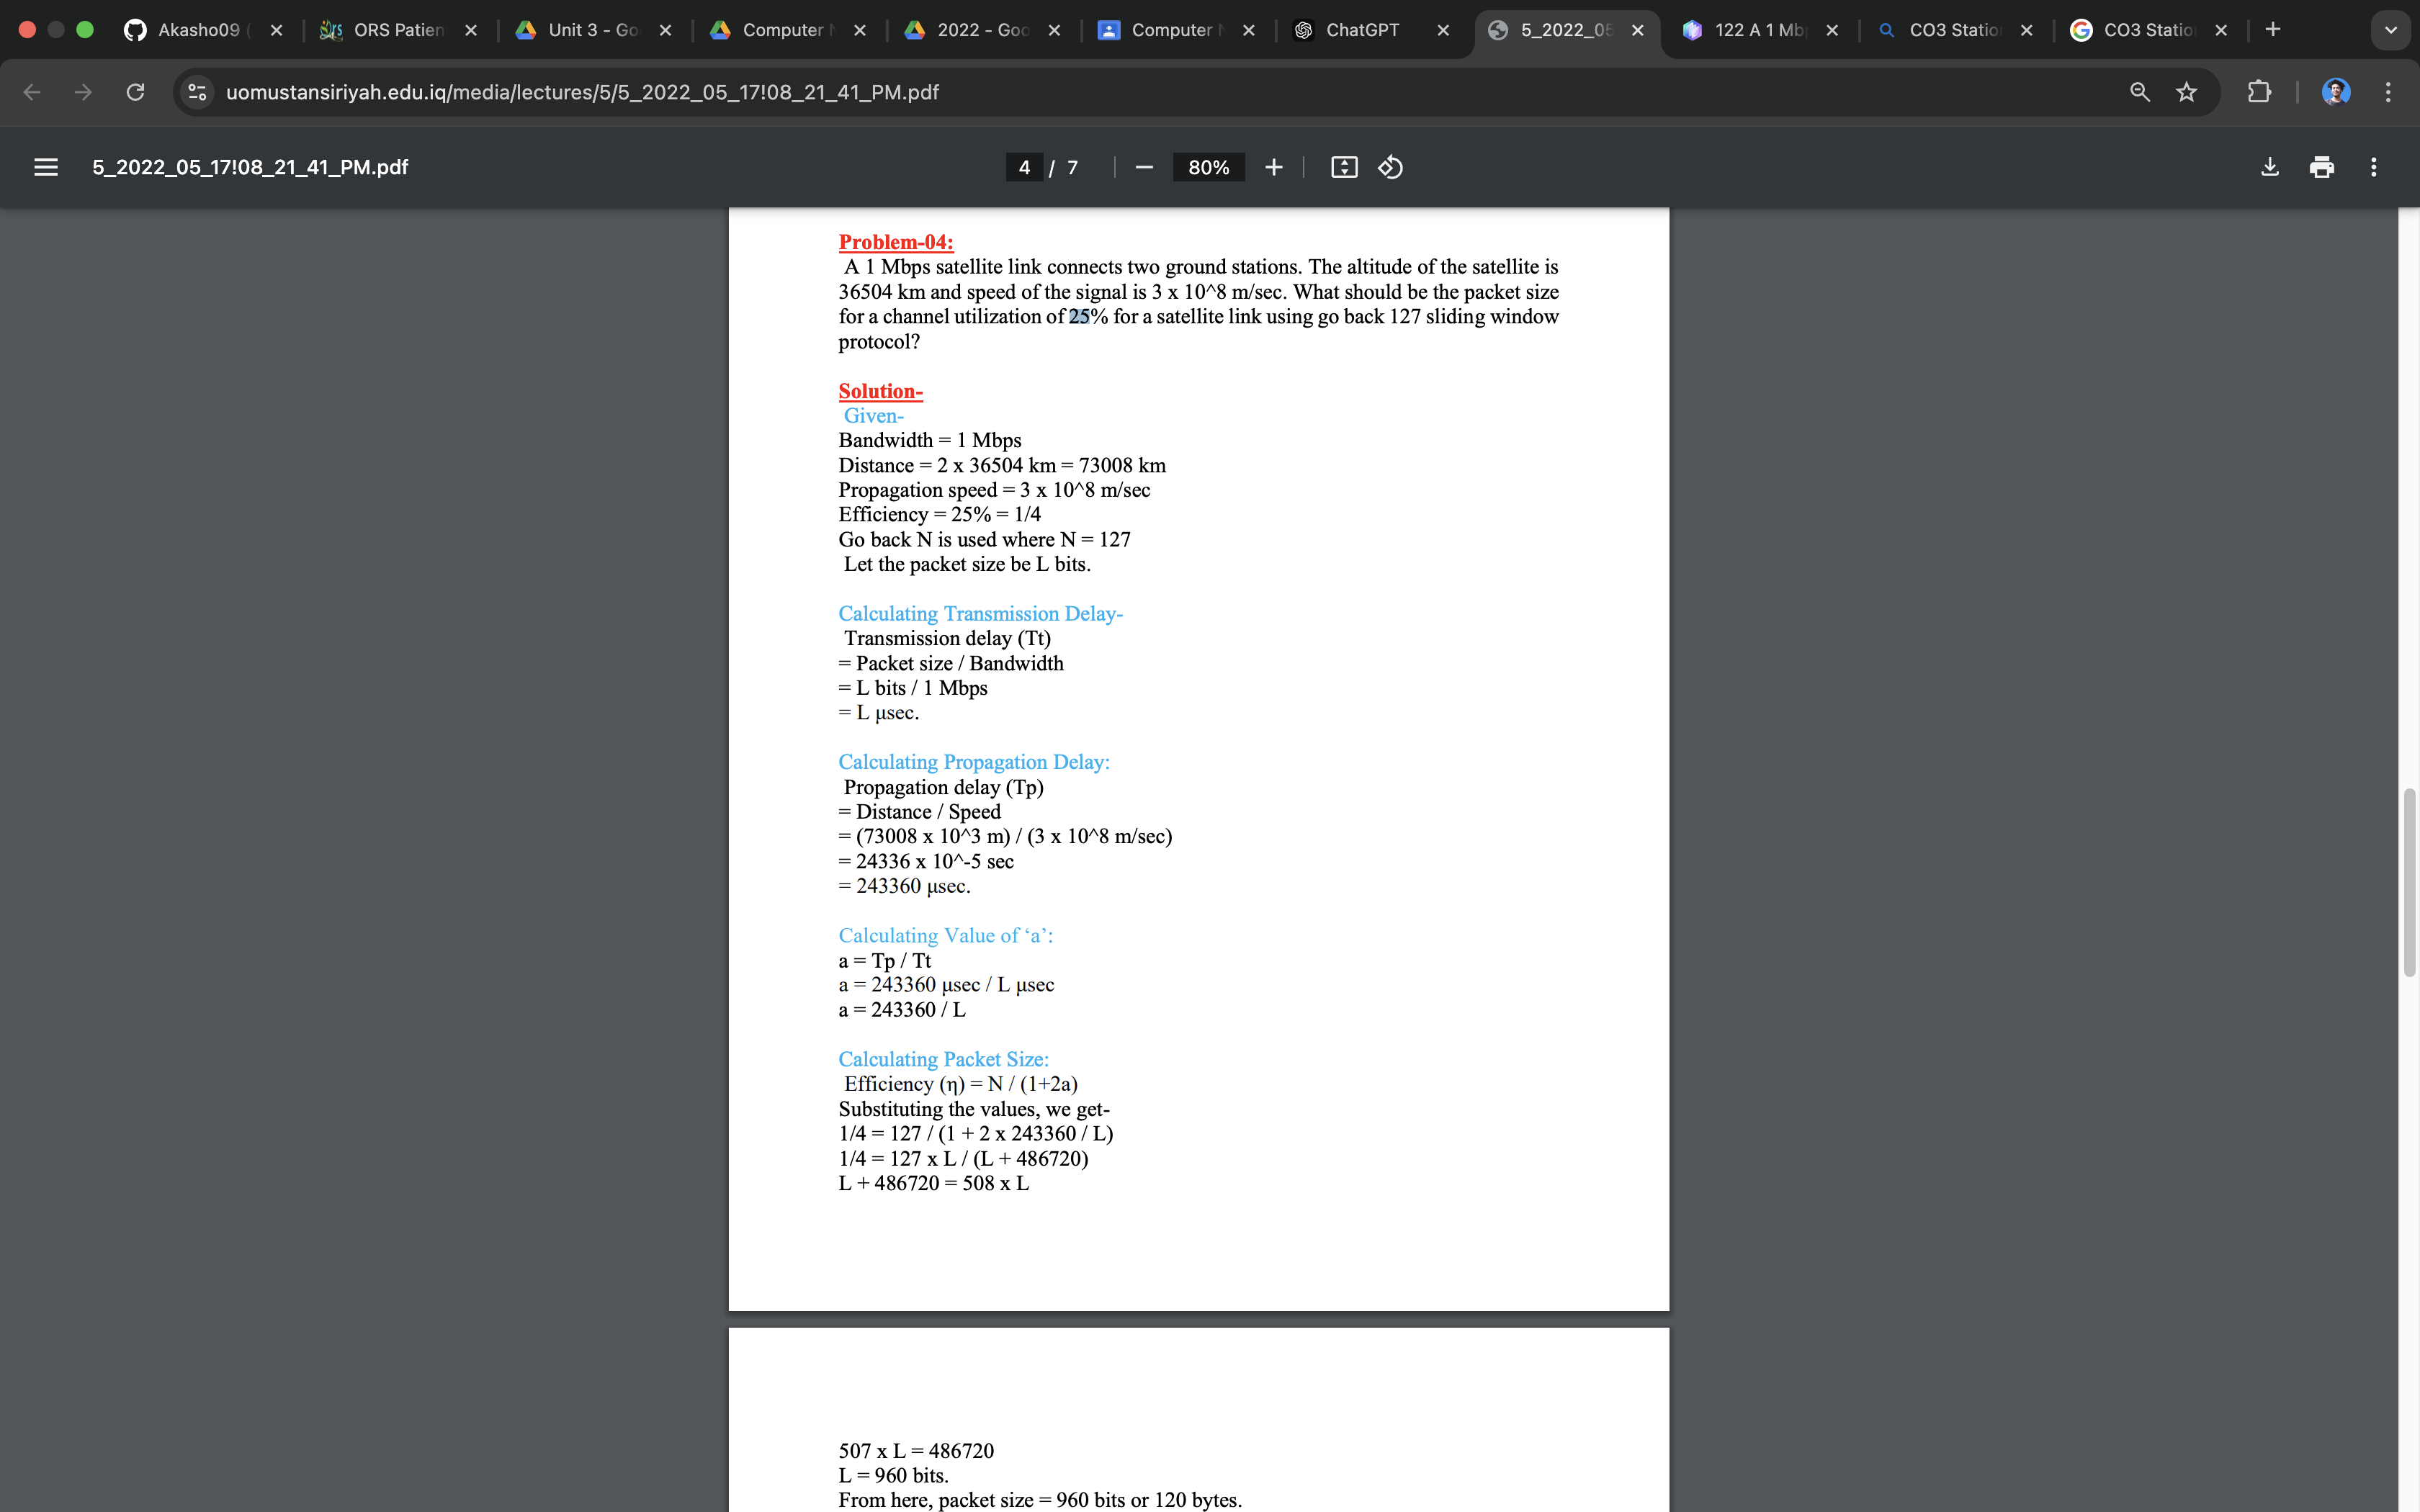 Akasho09
ORS Patien
Unit 3 - Go
Computer
2022 - Goo
Computer
ChatGPT
5_2022_05
122 A 1 Mb
CO3 Statio
CO3 Statio
uomustansiriyah.edu.iq/media/lectures/5/5_2022_05_17!08_21_41_PM.pdf
5_2022_05_17!08_21_41_PM.pdf
4 / 7
80%
Problem-04:
A 1 Mbps satellite link connects two ground stations. The altitude of the satellite is
36504 km and speed of the signal is 3 x 10^8 m/sec. What should be the packet size
for a channel utilization of 25% for a satellite link using go back 127 sliding window
protocol?
Solution-
Given-
Bandwidth = 1 Mbps
Distance = 2 x 36504 km = 73008 km
Propagation speed = 3 x 10^8 m/sec
Efficiency = 25% = 1/4
Go back N is used where N = 127
Let the packet size be L bits.
Calculating Transmission Delay-
Transmission delay (Tt)
= Packet size / Bandwidth
= L bits / 1 Mbps
= L μsec.
Calculating Propagation Delay:
Propagation delay (Tp)
= Distance / Speed
= (73008 x 10^3 m) / (3 x 10^8 m/sec)
= 24336 x 10^-5 sec
= 243360 μsec.
Calculating Value of ‘a’:
a = Tp / Tt
a = 243360 μsec / L μsec
a = 243360 / L
Calculating Packet Size:
Efficiency (η) = N / (1+2a)
Substituting the values, we get-
1/4 = 127 / (1 + 2 x 243360 / L)
1/4 = 127 x L / (L + 486720)
L + 486720 = 508 x L
507 x L = 486720
L = 960 bits.
From here, packet size = 960 bits or 120 bytes.